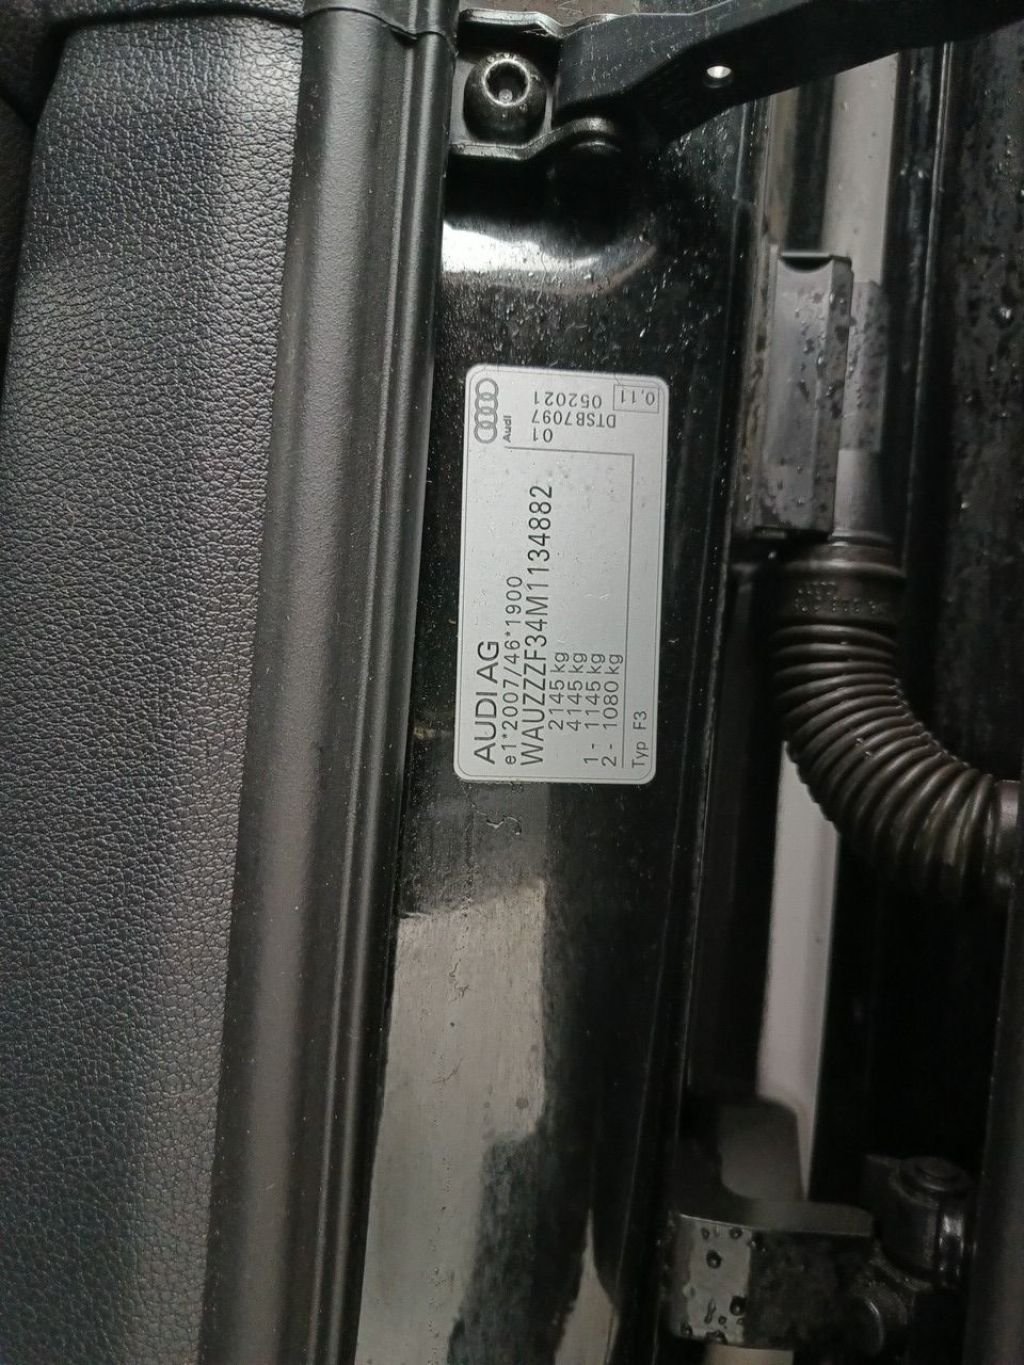 AUDI AG
e1*2007/46*1900
WAUZZZF34M1134882
2145 kg
4145 kg
1 - 1145 kg
2 - 1080 kg
Typ F3
Audi
01
DTSB7097
052021
0,11